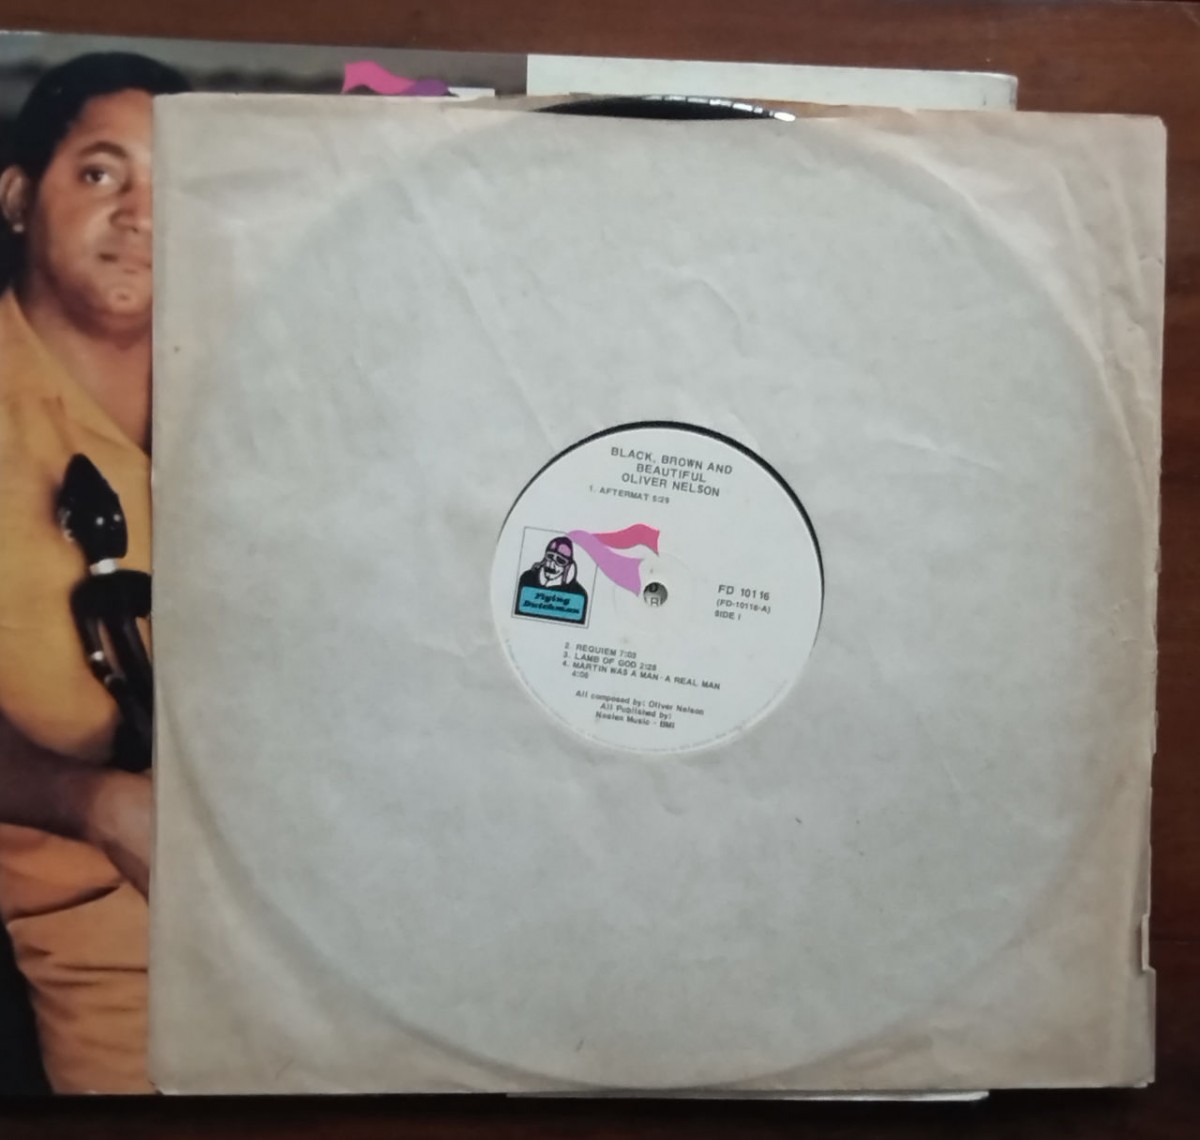 BLACK, BROWN AND
BEAUTIFUL
OLIVER NELSON
1. AFTERMAT 5:29
Flying
Dutchman
FD 10116
(FD-10116-A)
SIDE I
2. REQUIEM 7:03
3. LAMB OF GOD 2:28
4. MARTIN WAS A MAN - A REAL MAN
4:06
All composed by: Oliver Nelson
All Published by:
Noslen Music - BMI